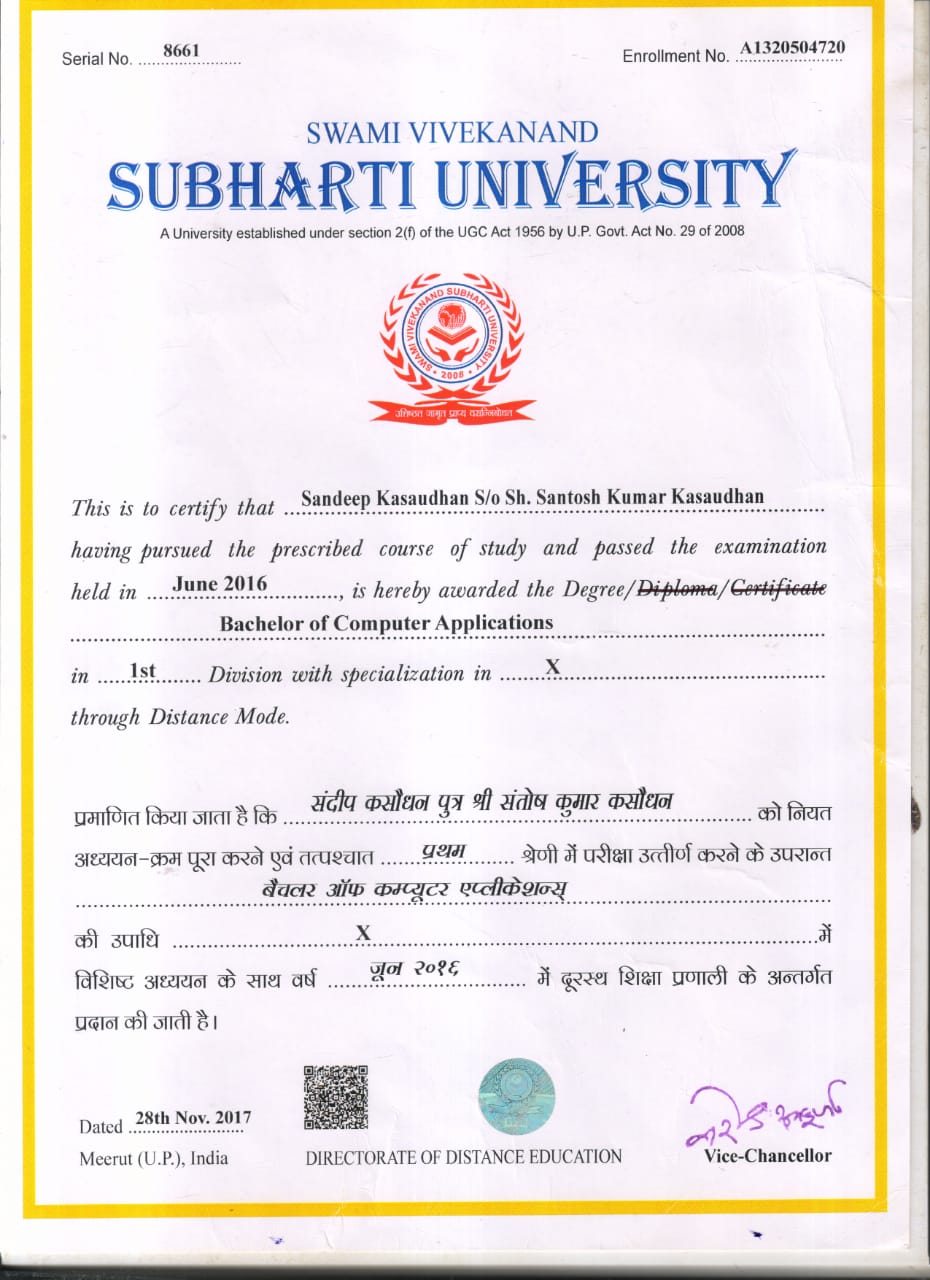 Serial No. 8661
Enrollment No. A1320504720
SWAMI VIVEKANAND
SUBHARTI UNIVERSITY
A University established under section 2(f) of the UGC Act 1956 by U.P. Govt. Act No. 29 of 2008
SWAMI VIVEKANAND SUBHARTI UNIVERSITY
2008
उत्तिष्ठत जागृत प्राप्य वरान्निबोधत
This is to certify that Sandeep Kasaudhan S/o Sh. Santosh Kumar Kasaudhan
having pursued the prescribed course of study and passed the examination
held in June 2016, is hereby awarded the Degree/Diploma/Certificate
Bachelor of Computer Applications
in 1st Division with specialization in X
through Distance Mode.
प्रमाणित किया जाता है कि संदीप कसौधन पुत्र श्री संतोष कुमार कसौधन को नियत
अध्ययन-क्रम पूरा करने एवं तत्पश्चात प्रथम श्रेणी में परीक्षा उत्तीर्ण करने के उपरान्त
बैचलर ऑफ कम्प्यूटर एप्लीकेशन्स्
की उपाधि X में
विशिष्ट अध्ययन के साथ वर्ष जून २०१६ में दूरस्थ शिक्षा प्रणाली के अन्तर्गत
प्रदान की जाती है।
Dated 28th Nov. 2017
Meerut (U.P.), India
DIRECTORATE OF DISTANCE EDUCATION
Vice-Chancellor